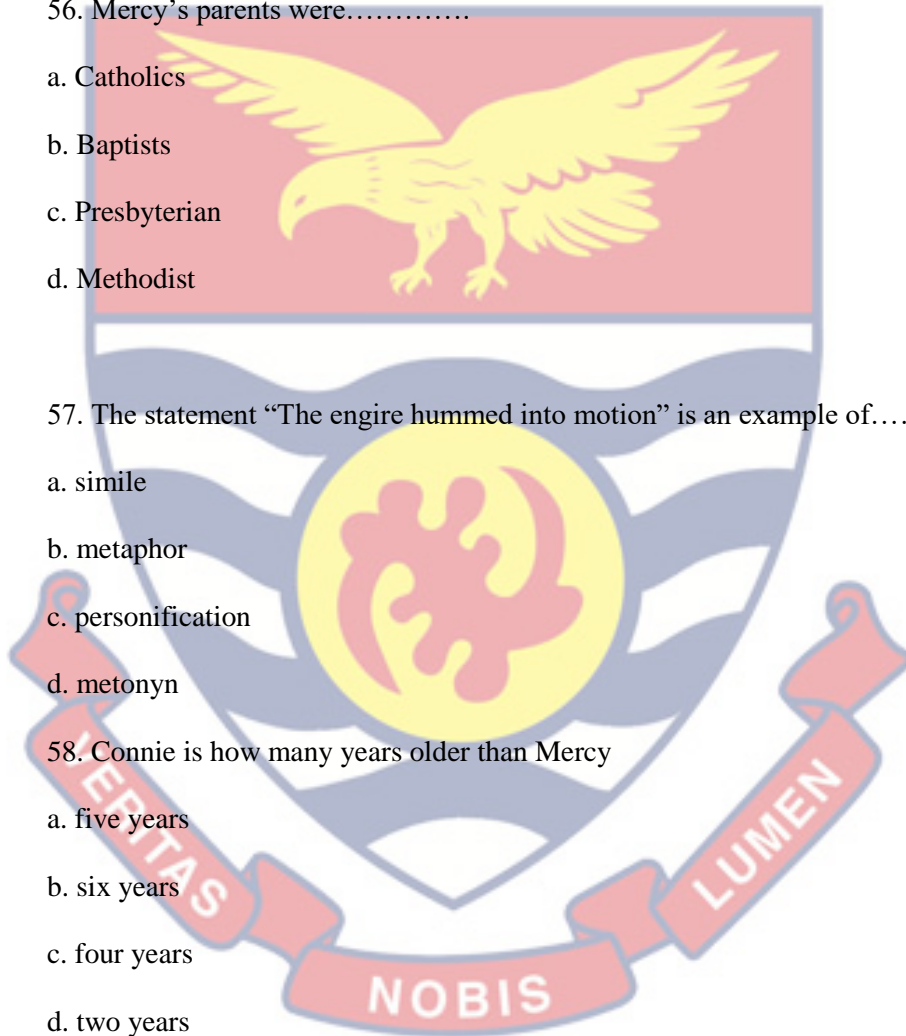 56. Mercy’s parents were………….
a. Catholics
b. Baptists
c. Presbyterian
d. Methodist
57. The statement “The engire hummed into motion” is an example of….
a. simile
b. metaphor
c. personification
d. metonyn
58. Connie is how many years older than Mercy
a. five years
b. six years
c. four years
d. two years
VERITAS
NOBIS
LUMEN